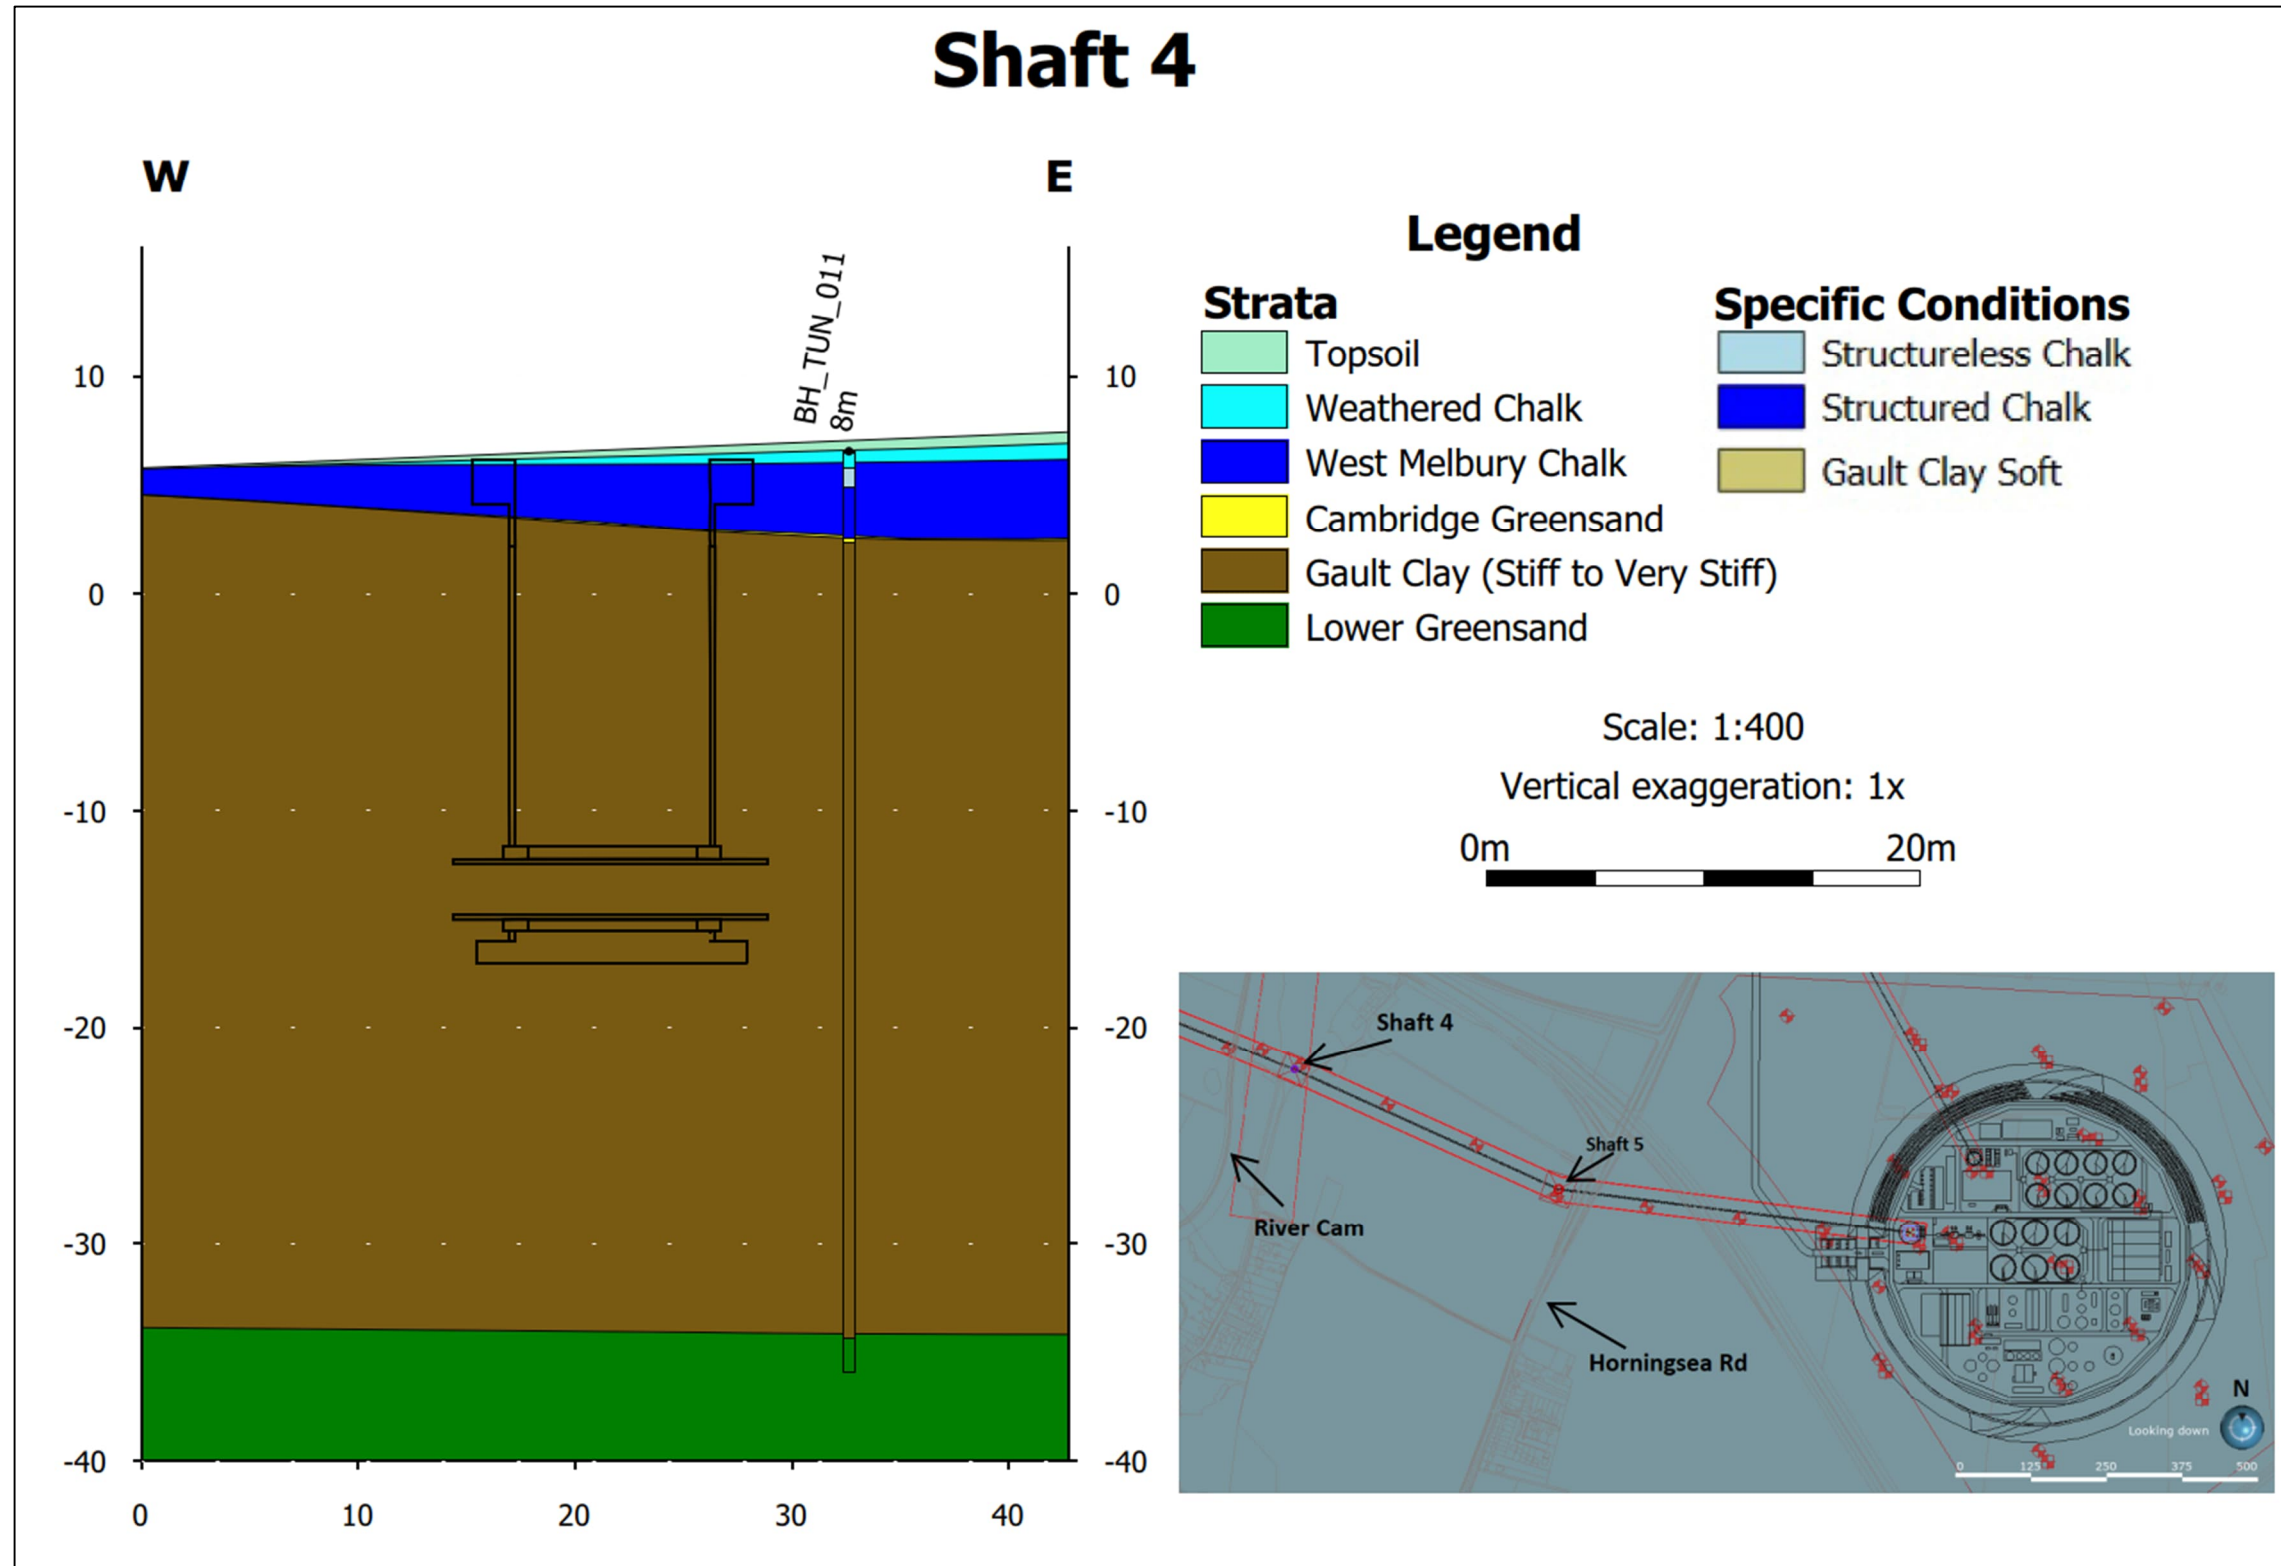 Shaft 4
W
E
BH_TUN_011
8m
10
0
-10
-20
-30
-40
10
0
-10
-20
-30
-40
0
10
20
30
40
Legend
Strata
Topsoil
Weathered Chalk
West Melbury Chalk
Cambridge Greensand
Gault Clay (Stiff to Very Stiff)
Lower Greensand
Specific Conditions
Structureless Chalk
Structured Chalk
Gault Clay Soft
Scale: 1:400
Vertical exaggeration: 1x
0m
20m
Shaft 4
Shaft 5
River Cam
Horningsea Rd
N
Looking down
0
125
250
375
500